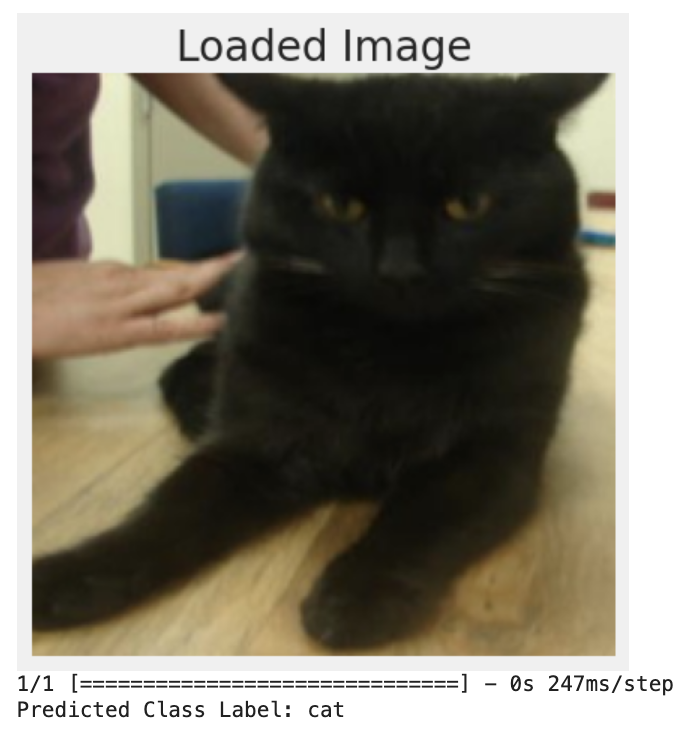 Loaded Image
1/1 [==============================] - 0s 247ms/step
Predicted Class Label: cat